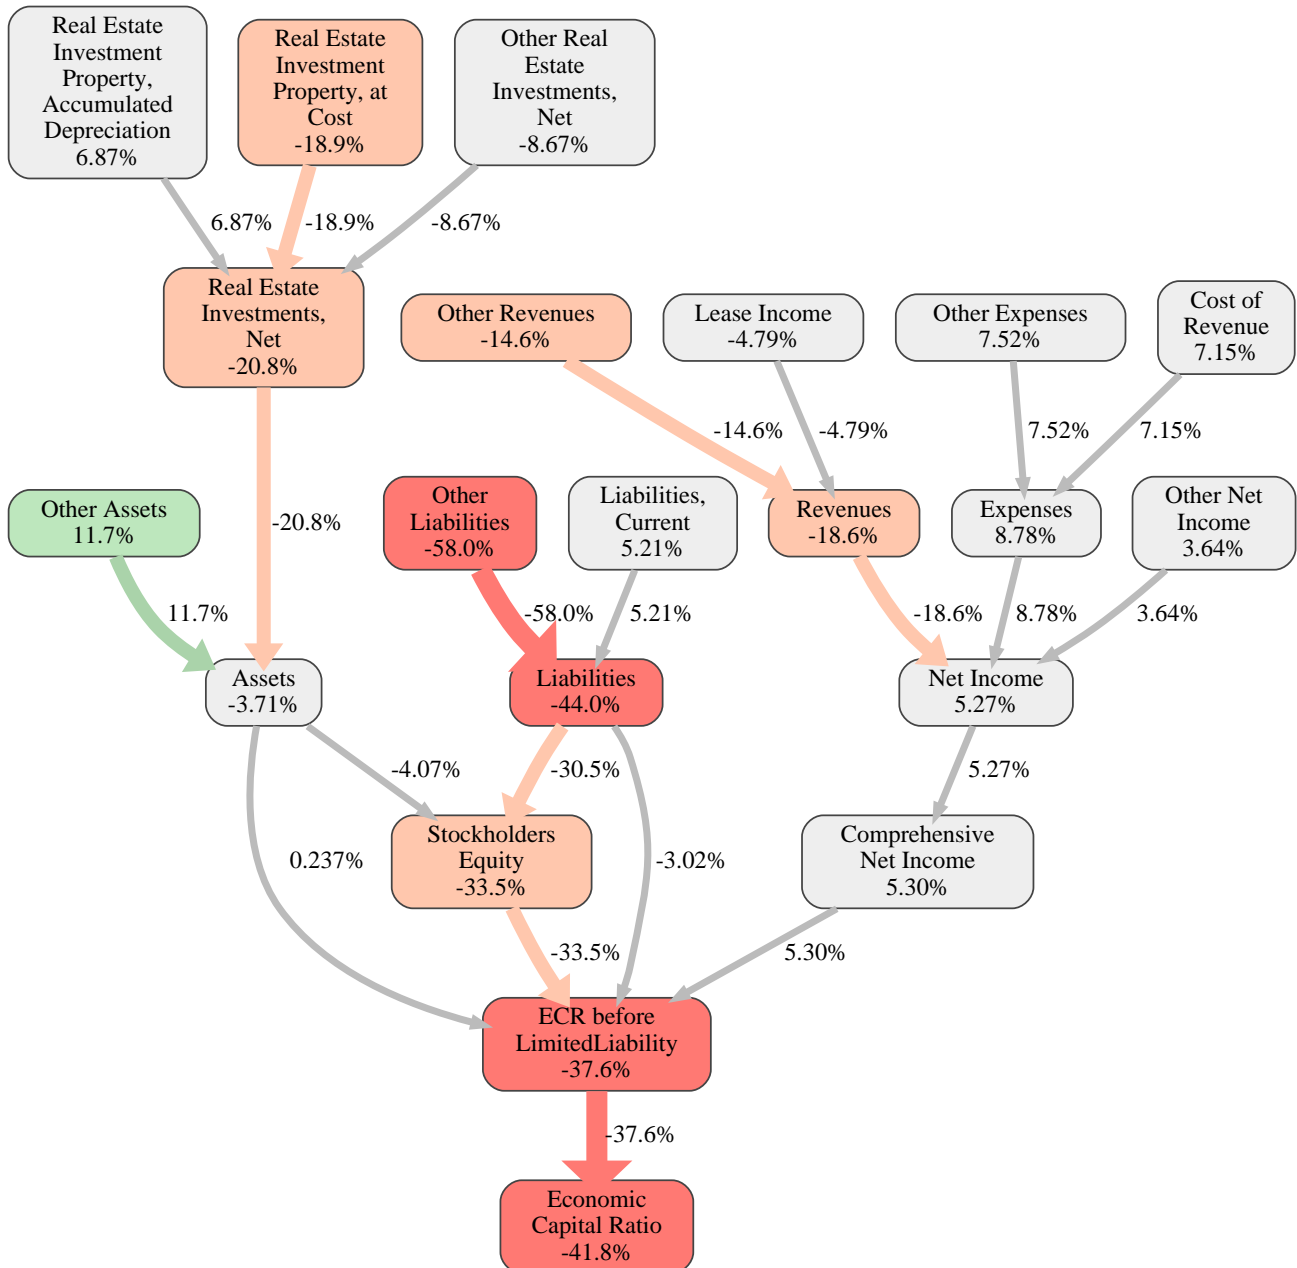 Real Estate
Investment
Property,
Accumulated
Depreciation
6.87%
Real Estate
Investment
Property, at
Cost
-18.9%
Other Real
Estate
Investments,
Net
-8.67%
6.87%
-18.9%
-8.67%
Real Estate
Investments,
Net
-20.8%
Other Revenues
-14.6%
Lease Income
-4.79%
Other Expenses
7.52%
Cost of
Revenue
7.15%
-14.6%
-4.79%
7.52%
7.15%
Other Assets
11.7%
-20.8%
Other
Liabilities
-58.0%
Liabilities,
Current
5.21%
Revenues
-18.6%
Expenses
8.78%
Other Net
Income
3.64%
11.7%
-58.0%
5.21%
-18.6%
8.78%
3.64%
Assets
-3.71%
Liabilities
-44.0%
Net Income
5.27%
-4.07%
-30.5%
5.27%
0.237%
Stockholders
Equity
-33.5%
-3.02%
Comprehensive
Net Income
5.30%
-33.5%
5.30%
ECR before
LimitedLiability
-37.6%
-37.6%
Economic
Capital Ratio
-41.8%